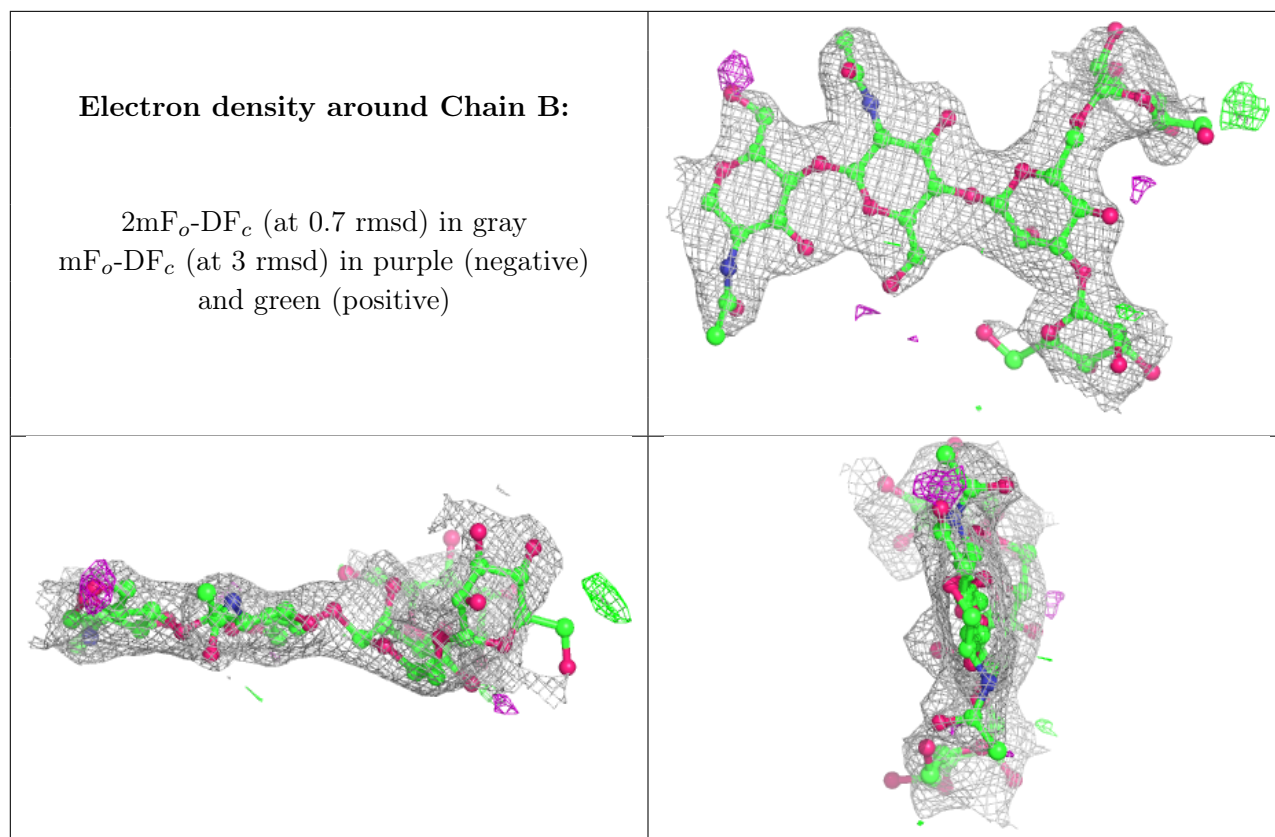 Electron density around Chain B:
2mFo-DFc (at 0.7 rmsd) in gray
mFo-DFc (at 3 rmsd) in purple (negative)
and green (positive)